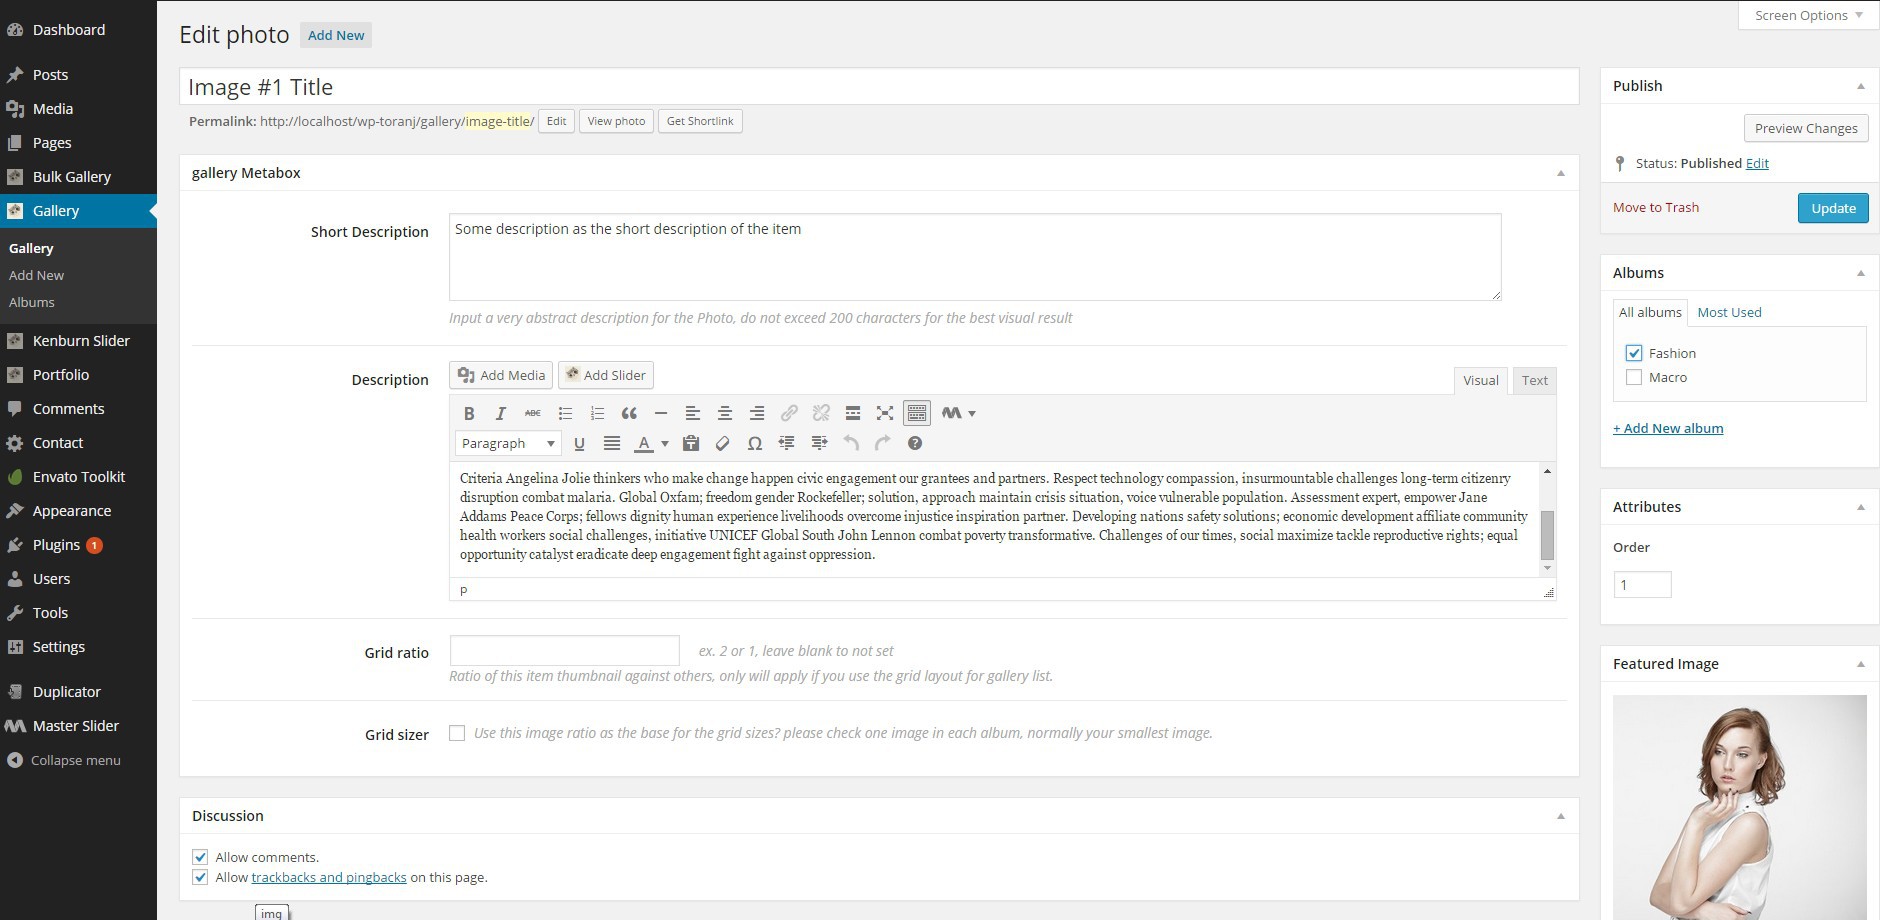 Dashboard
Posts
Media
Pages
Bulk Gallery
Gallery
Gallery
Add New
Albums
Kenburn Slider
Portfolio
Comments
Contact
Envato Toolkit
Appearance
Plugins 1
Users
Tools
Settings
Duplicator
Master Slider
Collapse menu
Screen Options
Edit photo Add New
Image #1 Title
Permalink: http://localhost/wp-toranj/gallery/image-title/ Edit View photo Get Shortlink
gallery Metabox
Short Description
Some description as the short description of the item
Input a very abstract description for the Photo, do not exceed 200 characters for the best visual result
Description
Add Media Add Slider
Visual Text
B I ABC
Paragraph U A
Criteria Angelina Jolie thinkers who make change happen civic engagement our grantees and partners. Respect technology compassion, insurmountable challenges long-term citizenry
disruption combat malaria. Global Oxfam; freedom gender Rockefeller; solution, approach maintain crisis situation, voice vulnerable population. Assessment expert, empower Jane
Addams Peace Corps; fellows dignity human experience livelihoods overcome injustice inspiration partner. Developing nations safety solutions; economic development affiliate community
health workers social challenges, initiative UNICEF Global South John Lennon combat poverty transformative. Challenges of our times, social maximize tackle reproductive rights; equal
opportunity catalyst eradicate deep engagement fight against oppression.
p
Grid ratio
ex. 2 or 1, leave blank to not set
Ratio of this item thumbnail against others, only will apply if you use the grid layout for gallery list.
Grid sizer
Use this image ratio as the base for the grid sizes? please check one image in each album, normally your smallest image.
Discussion
Allow comments.
Allow trackbacks and pingbacks on this page.
img
Publish
Preview Changes
Status: Published Edit
Move to Trash Update
Albums
All albums Most Used
Fashion
Macro
+ Add New album
Attributes
Order
1
Featured Image